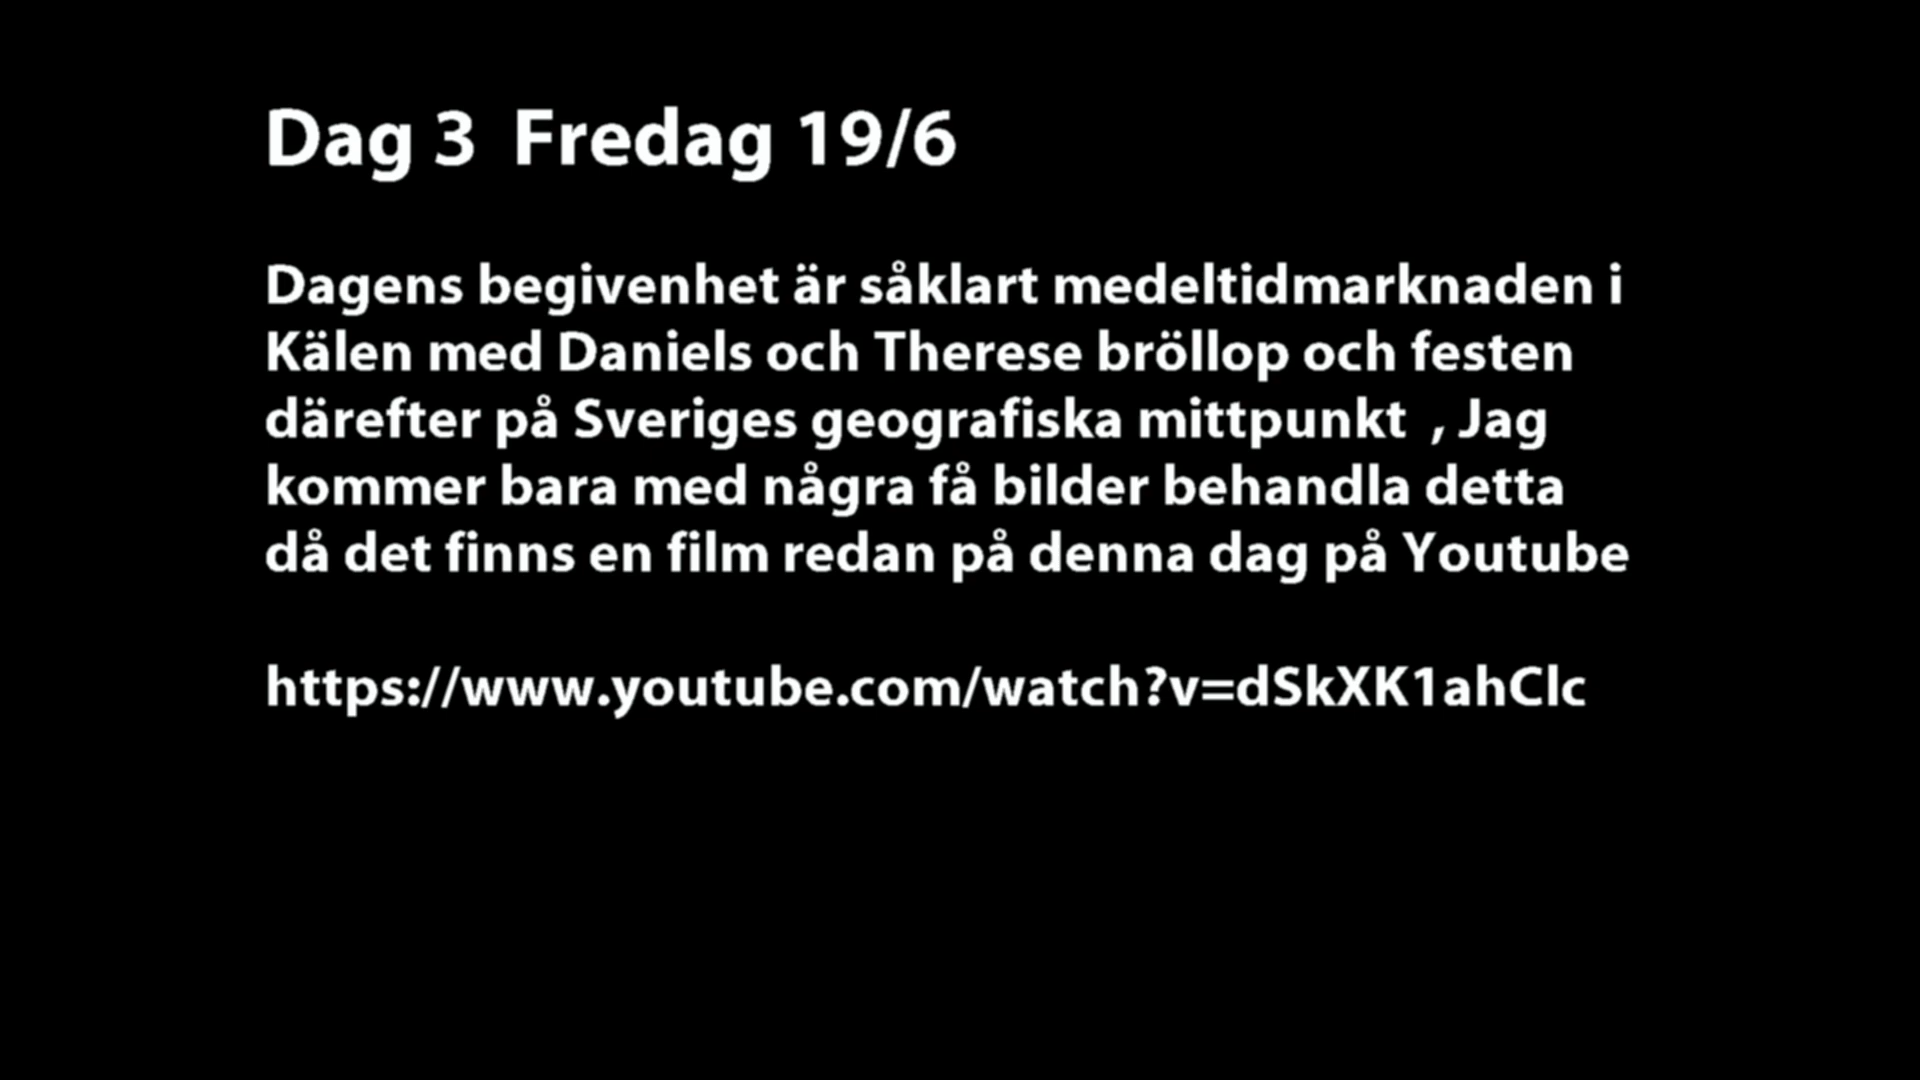 Dag 3  Fredag 19/6
Dagens begivenhet är såklart medeltidmarknaden i
Kälen med Daniels och Therese bröllop och festen
därefter på Sveriges geografiska mittpunkt  , Jag
kommer bara med några få bilder behandla detta
då det finns en film redan på denna dag på Youtube
https://www.youtube.com/watch?v=dSkXK1ahClc